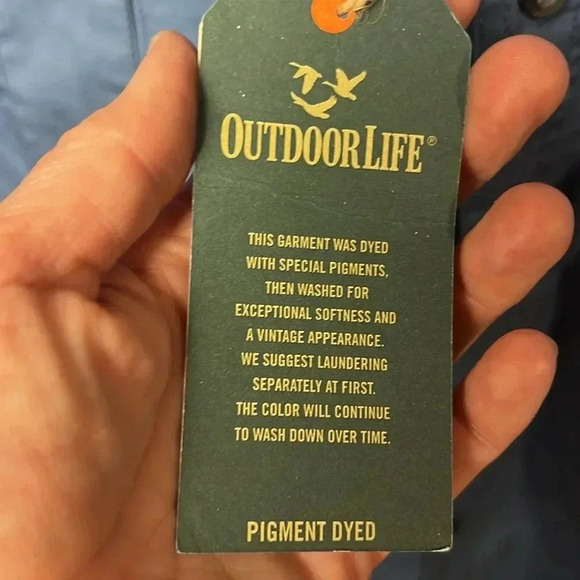 OUTDOOR LIFE®
THIS GARMENT WAS DYED
WITH SPECIAL PIGMENTS,
THEN WASHED FOR
EXCEPTIONAL SOFTNESS AND
A VINTAGE APPEARANCE.
WE SUGGEST LAUNDERING
SEPARATELY AT FIRST.
THE COLOR WILL CONTINUE
TO WASH DOWN OVER TIME.
PIGMENT DYED